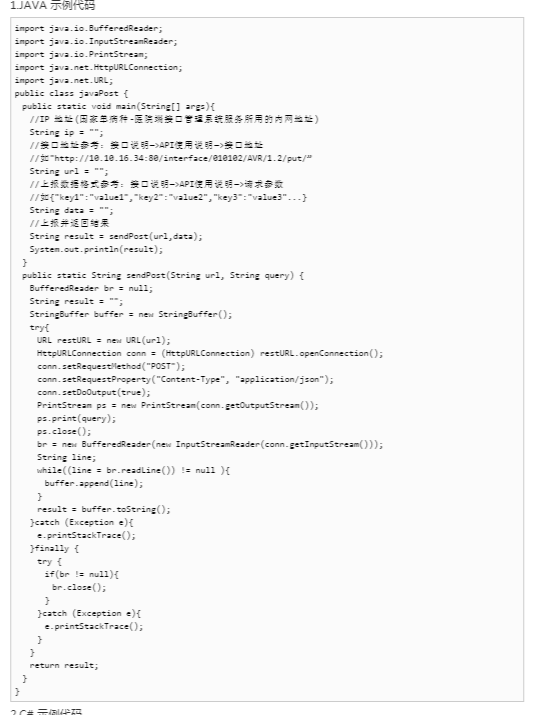 1.JAVA 示例代码
import java.io.BufferedReader;
import java.io.InputStreamReader;
import java.io.PrintStream;
import java.net.HttpURLConnection;
import java.net.URL;
public class javaPost {
public static void main(String[] args){
//IP 地址(国家单病种-医院端接口管理系统服务所用的内网地址)
String ip = "";
//接口地址参考: 接口说明->API使用说明->接口地址
//如"http://10.10.16.34:80/interface/010102/AVR/1.2/put/"
String url = "";
//上报数据格式参考: 接口说明->API使用说明->请求参数
//如{"key1":"value1","key2":"value2","key3":"value3"...}
String data = "";
//上报并返回结果
String result = sendPost(url,data);
System.out.println(result);
}
public static String sendPost(String url, String query) {
BufferedReader br = null;
String result = "";
StringBuffer buffer = new StringBuffer();
try{
URL restURL = new URL(url);
HttpURLConnection conn = (HttpURLConnection) restURL.openConnection();
conn.setRequestMethod("POST");
conn.setRequestProperty("Content-Type", "application/json");
conn.setDoOutput(true);
PrintStream ps = new PrintStream(conn.getOutputStream());
ps.print(query);
ps.close();
br = new BufferedReader(new InputStreamReader(conn.getInputStream()));
String line;
while((line = br.readLine()) != null ){
buffer.append(line);
}
result = buffer.toString();
}catch (Exception e){
e.printStackTrace();
}finally {
try {
if(br != null){
br.close();
}
}catch (Exception e){
e.printStackTrace();
}
}
return result;
}
}
2.C# 示例代码